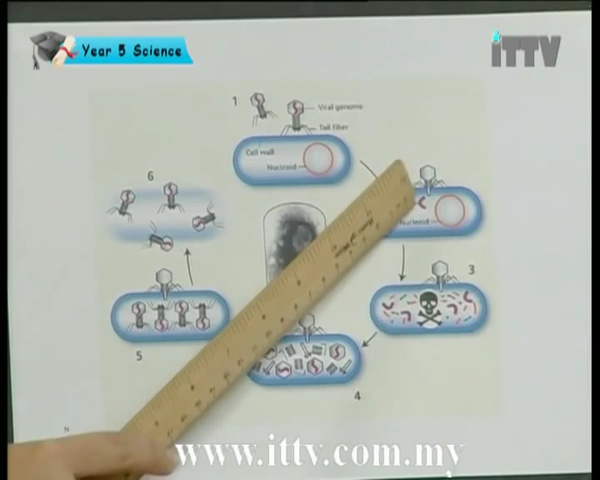 Year 5 Science
iTTV
1
Viral genome
Tail fiber
Cell wall
Nucleoid
6
Nucleoid
3
5
4
N
www.ittv.com.my